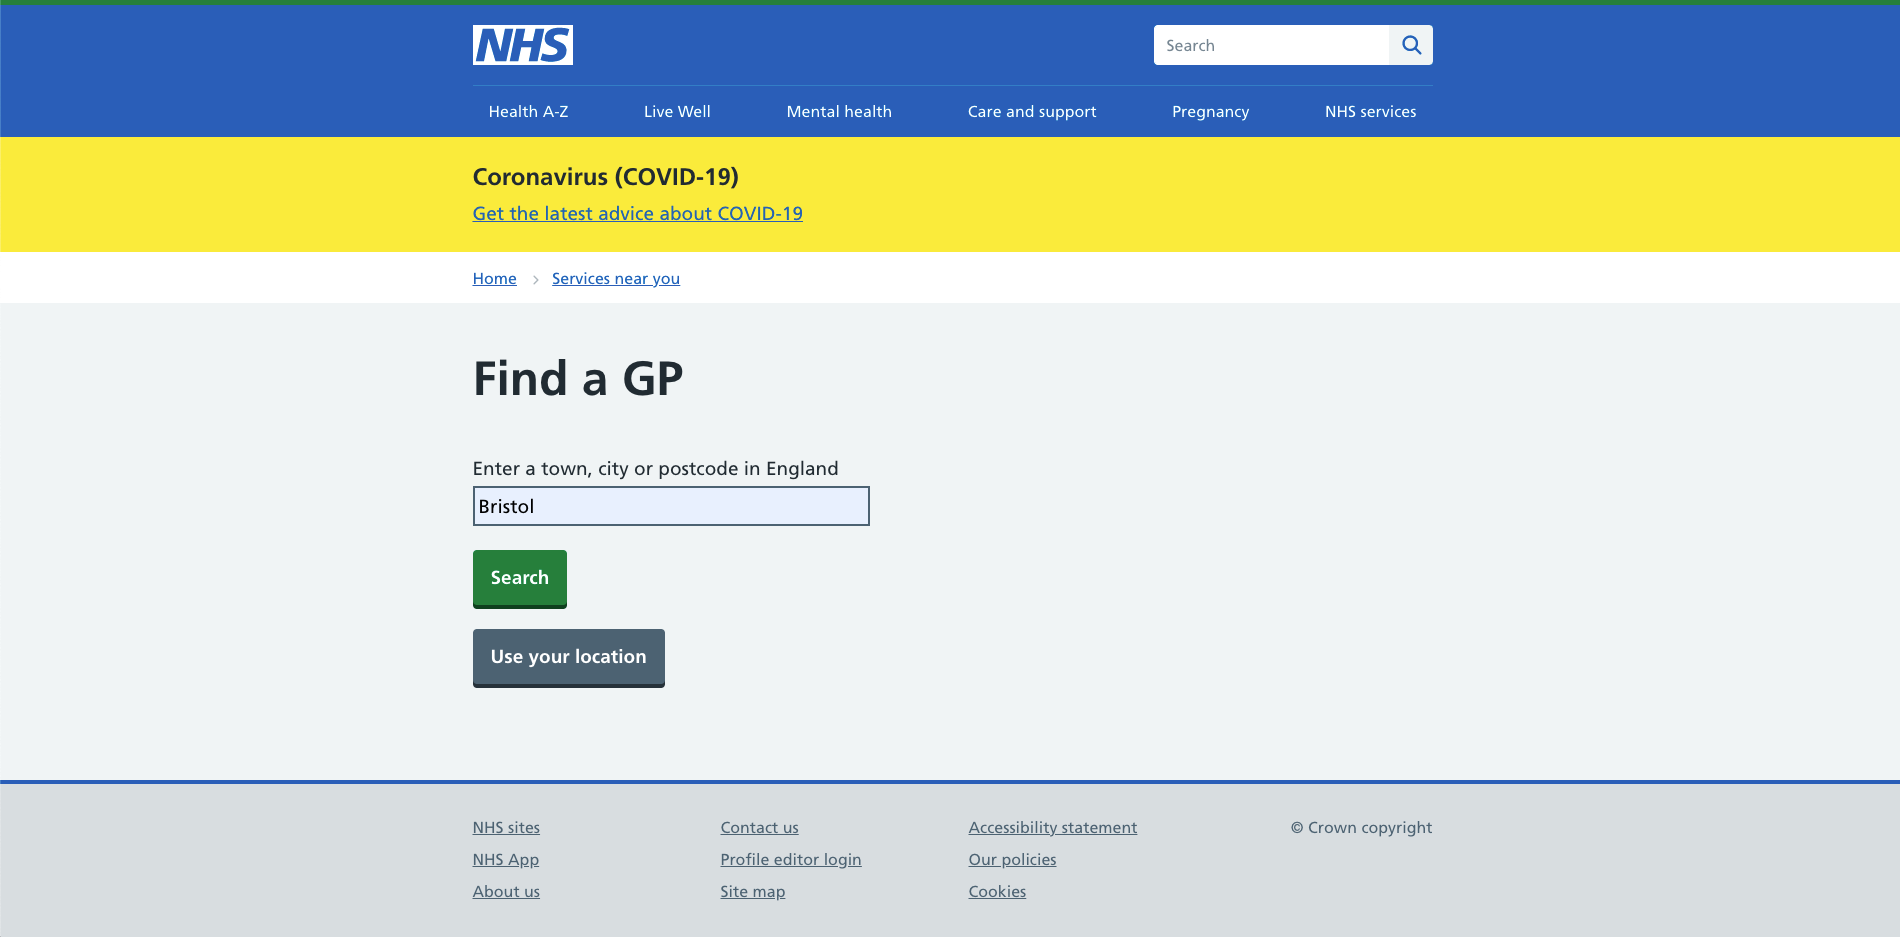 NHS
Search
Health A-Z
Live Well
Mental health
Care and support
Pregnancy
NHS services
Coronavirus (COVID-19)
Get the latest advice about COVID-19
Home
Services near you
Find a GP
Enter a town, city or postcode in England
Bristol
Search
Use your location
NHS sites
NHS App
About us
Contact us
Profile editor login
Site map
Accessibility statement
Our policies
Cookies
© Crown copyright